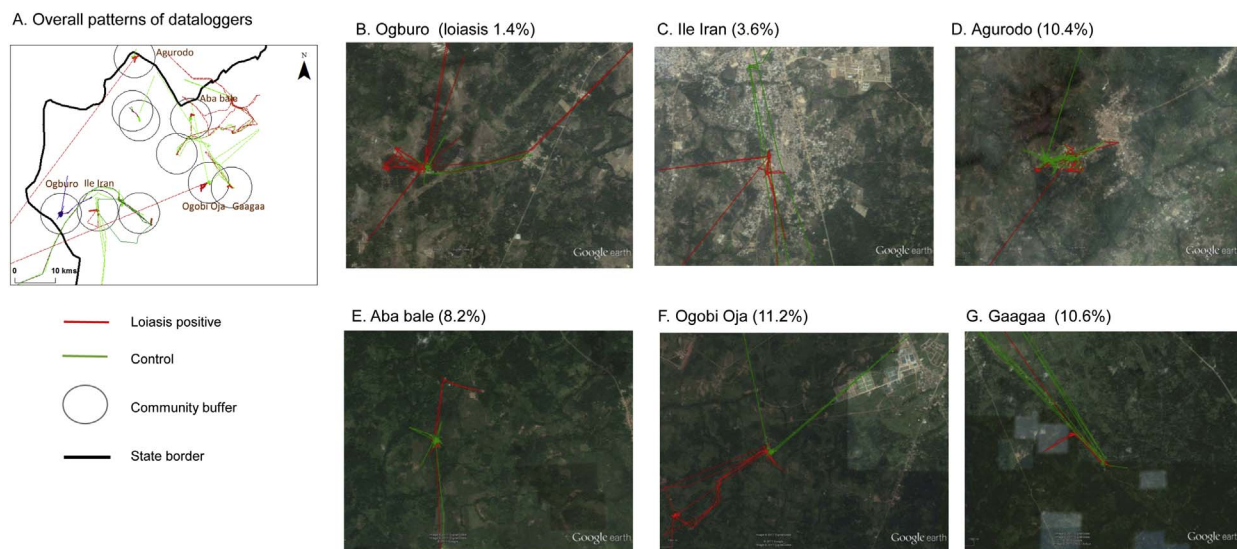 A. Overall patterns of dataloggers
Agurodo
N
Aba bale
Ogburo
Ile Iran
Ogobi Oja
Gaagaa
0
10 kms
Loiasis positive
Control
Community buffer
State border
B. Ogburo (loiasis 1.4%)
Google earth
C. Ile Iran (3.6%)
Google earth
D. Agurodo (10.4%)
Google earth
E. Aba bale (8.2%)
Google earth
F. Ogobi Oja (11.2%)
Google earth
G. Gaagaa (10.6%)
Google earth